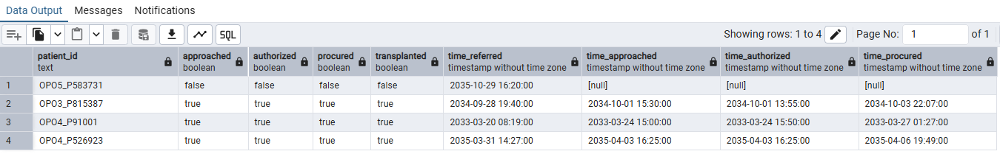 Data Output Messages Notifications
SQL Showing rows: 1 to 4 Page No: 1 of 1
patient_id approached authorized procured transplanted time_referred time_approached time_authorized time_procured
text boolean boolean boolean boolean timestamp without time zone timestamp without time zone timestamp without time zone timestamp without time zone
1 OPO5_P583731 false false false false 2035-10-29 16:20:00 [null] [null] [null]
2 OPO3_P815387 true true true true 2034-09-28 19:40:00 2034-10-01 15:30:00 2034-10-01 13:55:00 2034-10-03 22:07:00
3 OPO4_P91001 true true true true 2033-03-20 08:19:00 2033-03-24 15:00:00 2033-03-24 15:50:00 2033-03-27 01:27:00
4 OPO4_P526923 true true true true 2035-03-31 14:27:00 2035-04-03 16:25:00 2035-04-03 16:25:00 2035-04-06 19:49:00